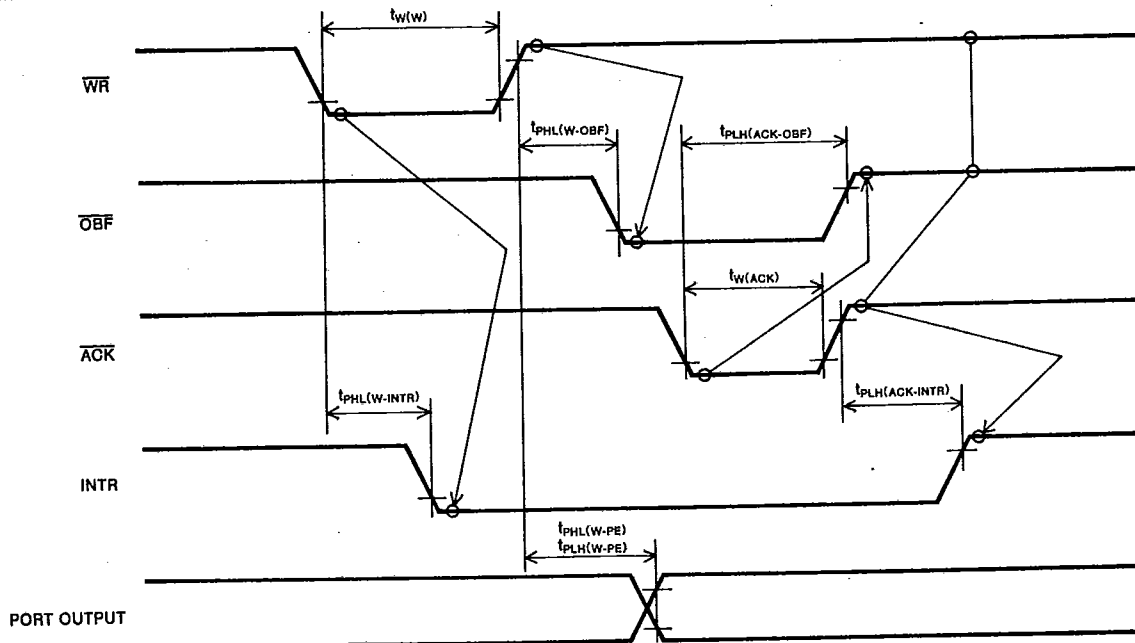 tW(W)
WR
tPHL(W-OBF)
tPLH(ACK-OBF)
OBF
tW(ACK)
ACK
tPHL(W-INTR)
tPLH(ACK-INTR)
INTR
tPHL(W-PE)
tPLH(W-PE)
PORT OUTPUT